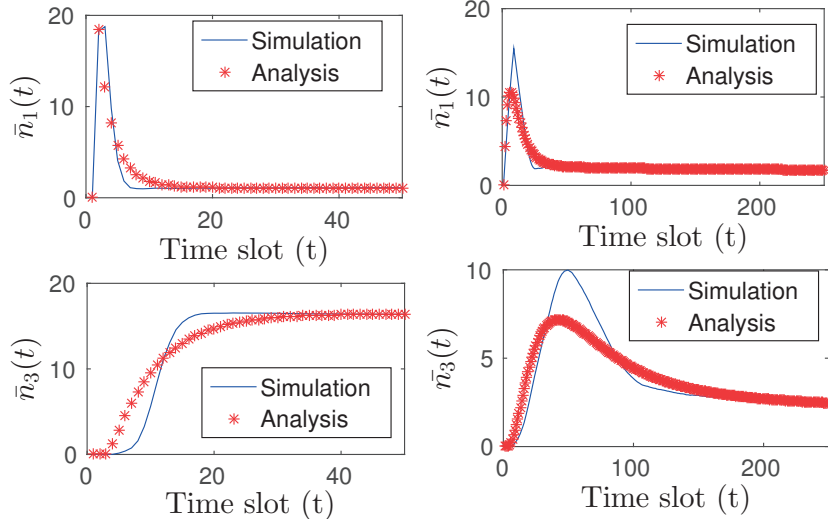 20
10
0
n̄₁(t)
Simulation
Analysis
0 20 40
Time slot (t)
20
10
0
n̄₁(t)
Simulation
Analysis
0 100 200
Time slot (t)
20
10
0
n̄₃(t)
Simulation
Analysis
0 20 40
Time slot (t)
10
5
0
n̄₃(t)
Simulation
Analysis
0 100 200
Time slot (t)